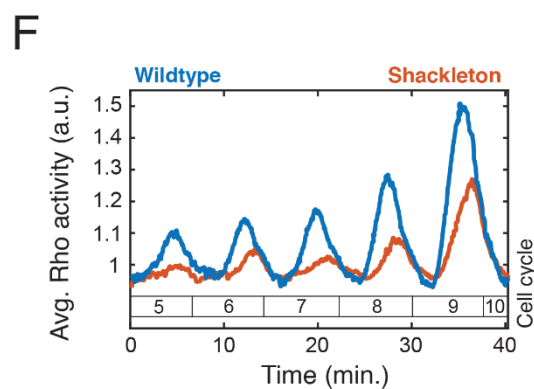 F
Wildtype Shackleton
Avg. Rho activity (a.u.)
1.5
1.4
1.3
1.2
1.1
1
5 6 7 8 9 10
Cell cycle
0 10 20 30 40
Time (min.)